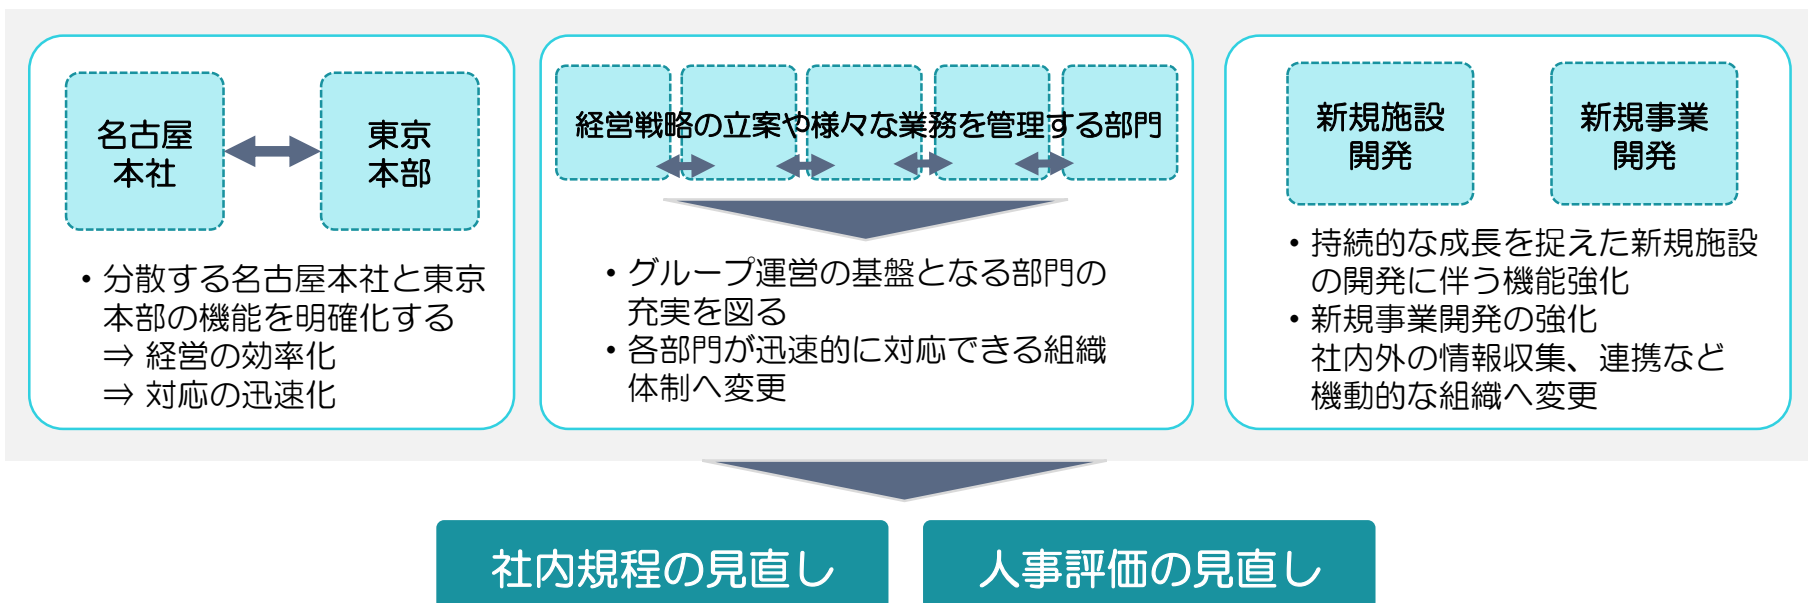 名古屋
本社
東京
本部
・分散する名古屋本社と東京
本部の機能を明確化する
⇒ 経営の効率化
⇒ 対応の迅速化
経営戦略の立案や様々な業務を管理する部門
・グループ運営の基盤となる部門の
充実を図る
・各部門が迅速的に対応できる組織
体制へ変更
新規施設
開発
新規事業
開発
・持続的な成長を捉えた新規施設
の開発に伴う機能強化
・新規事業開発の強化
社内外の情報収集、連携など
機動的な組織へ変更
社内規程の見直し
人事評価の見直し